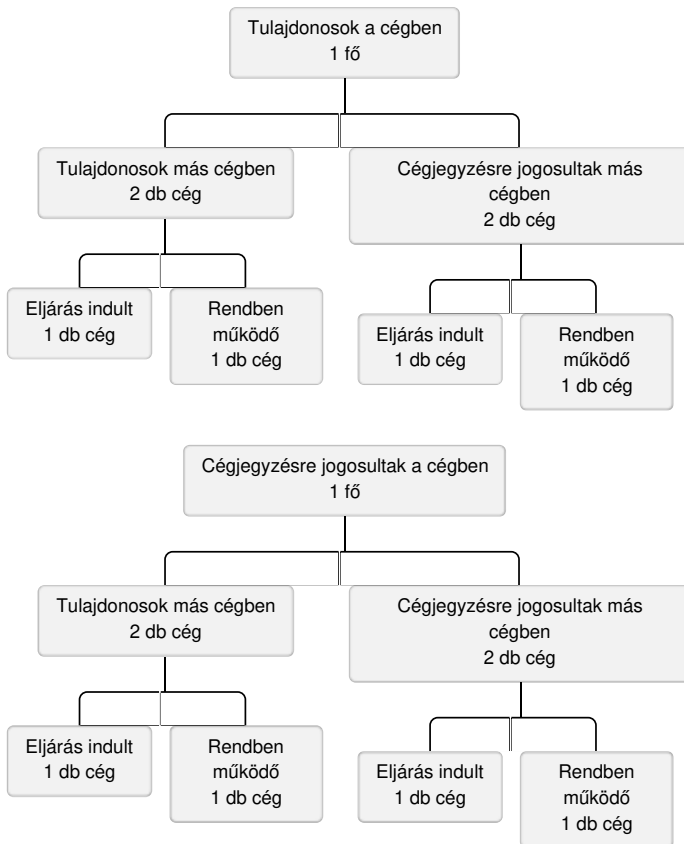 Tulajdonosok a cégben
1 fő
Tulajdonosok más cégben
2 db cég
Cégjegyzésre jogosultak más
cégben
2 db cég
Eljárás indult
1 db cég
Rendben
működő
1 db cég
Eljárás indult
1 db cég
Rendben
működő
1 db cég
Cégjegyzésre jogosultak a cégben
1 fő
Tulajdonosok más cégben
2 db cég
Cégjegyzésre jogosultak más
cégben
2 db cég
Eljárás indult
1 db cég
Rendben
működő
1 db cég
Eljárás indult
1 db cég
Rendben
működő
1 db cég